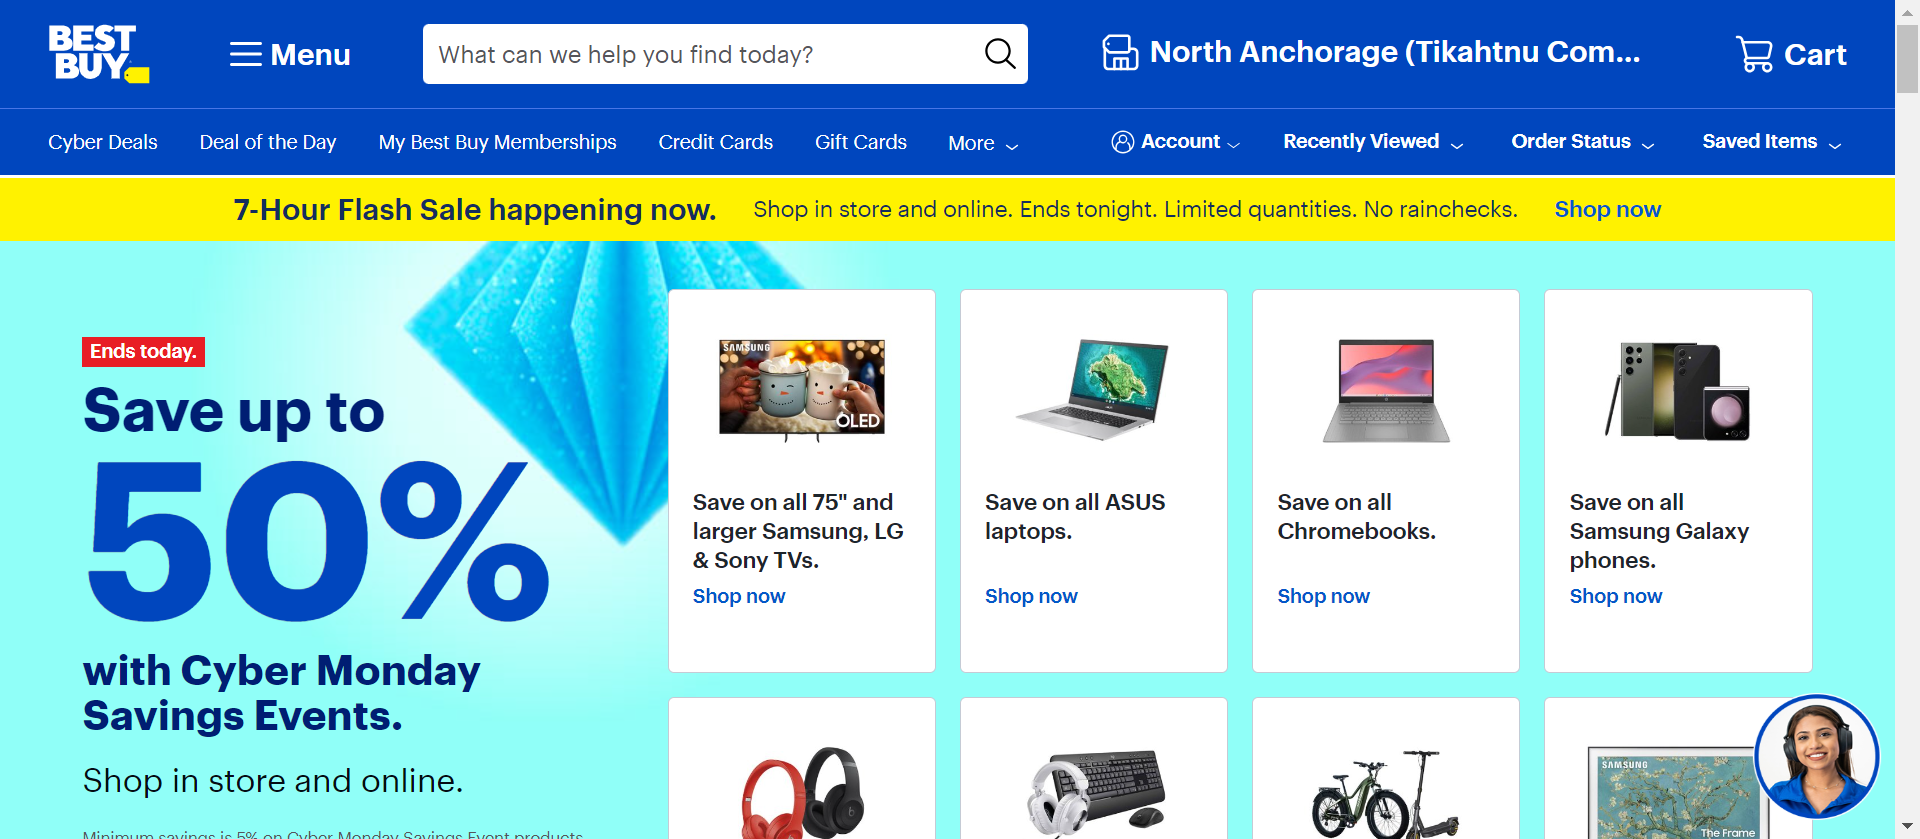 BEST
BUY
Menu
What can we help you find today?
North Anchorage (Tikahtnu Com...
Cart
Cyber Deals
Deal of the Day
My Best Buy Memberships
Credit Cards
Gift Cards
More
Account
Recently Viewed
Order Status
Saved Items
7-Hour Flash Sale happening now.
Shop in store and online. Ends tonight. Limited quantities. No rainchecks.
Shop now
Ends today.
Save up to
50%
with Cyber Monday
Savings Events.
Shop in store and online.
Minimum savings is 5% on Cyber Monday Savings Event products.
SAMSUNG
OLED
Save on all 75" and
larger Samsung, LG
& Sony TVs.
Shop now
Save on all ASUS
laptops.
Shop now
Save on all
Chromebooks.
Shop now
Save on all
Samsung Galaxy
phones.
Shop now
SAMSUNG
The Frame